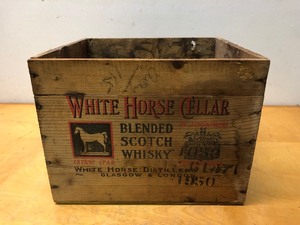 WHITE HORSE CELLAR
BLENDED
SCOTCH
WHISKY
WHITE HORSE DISTILLERS
GLASGOW & LONDON
1950